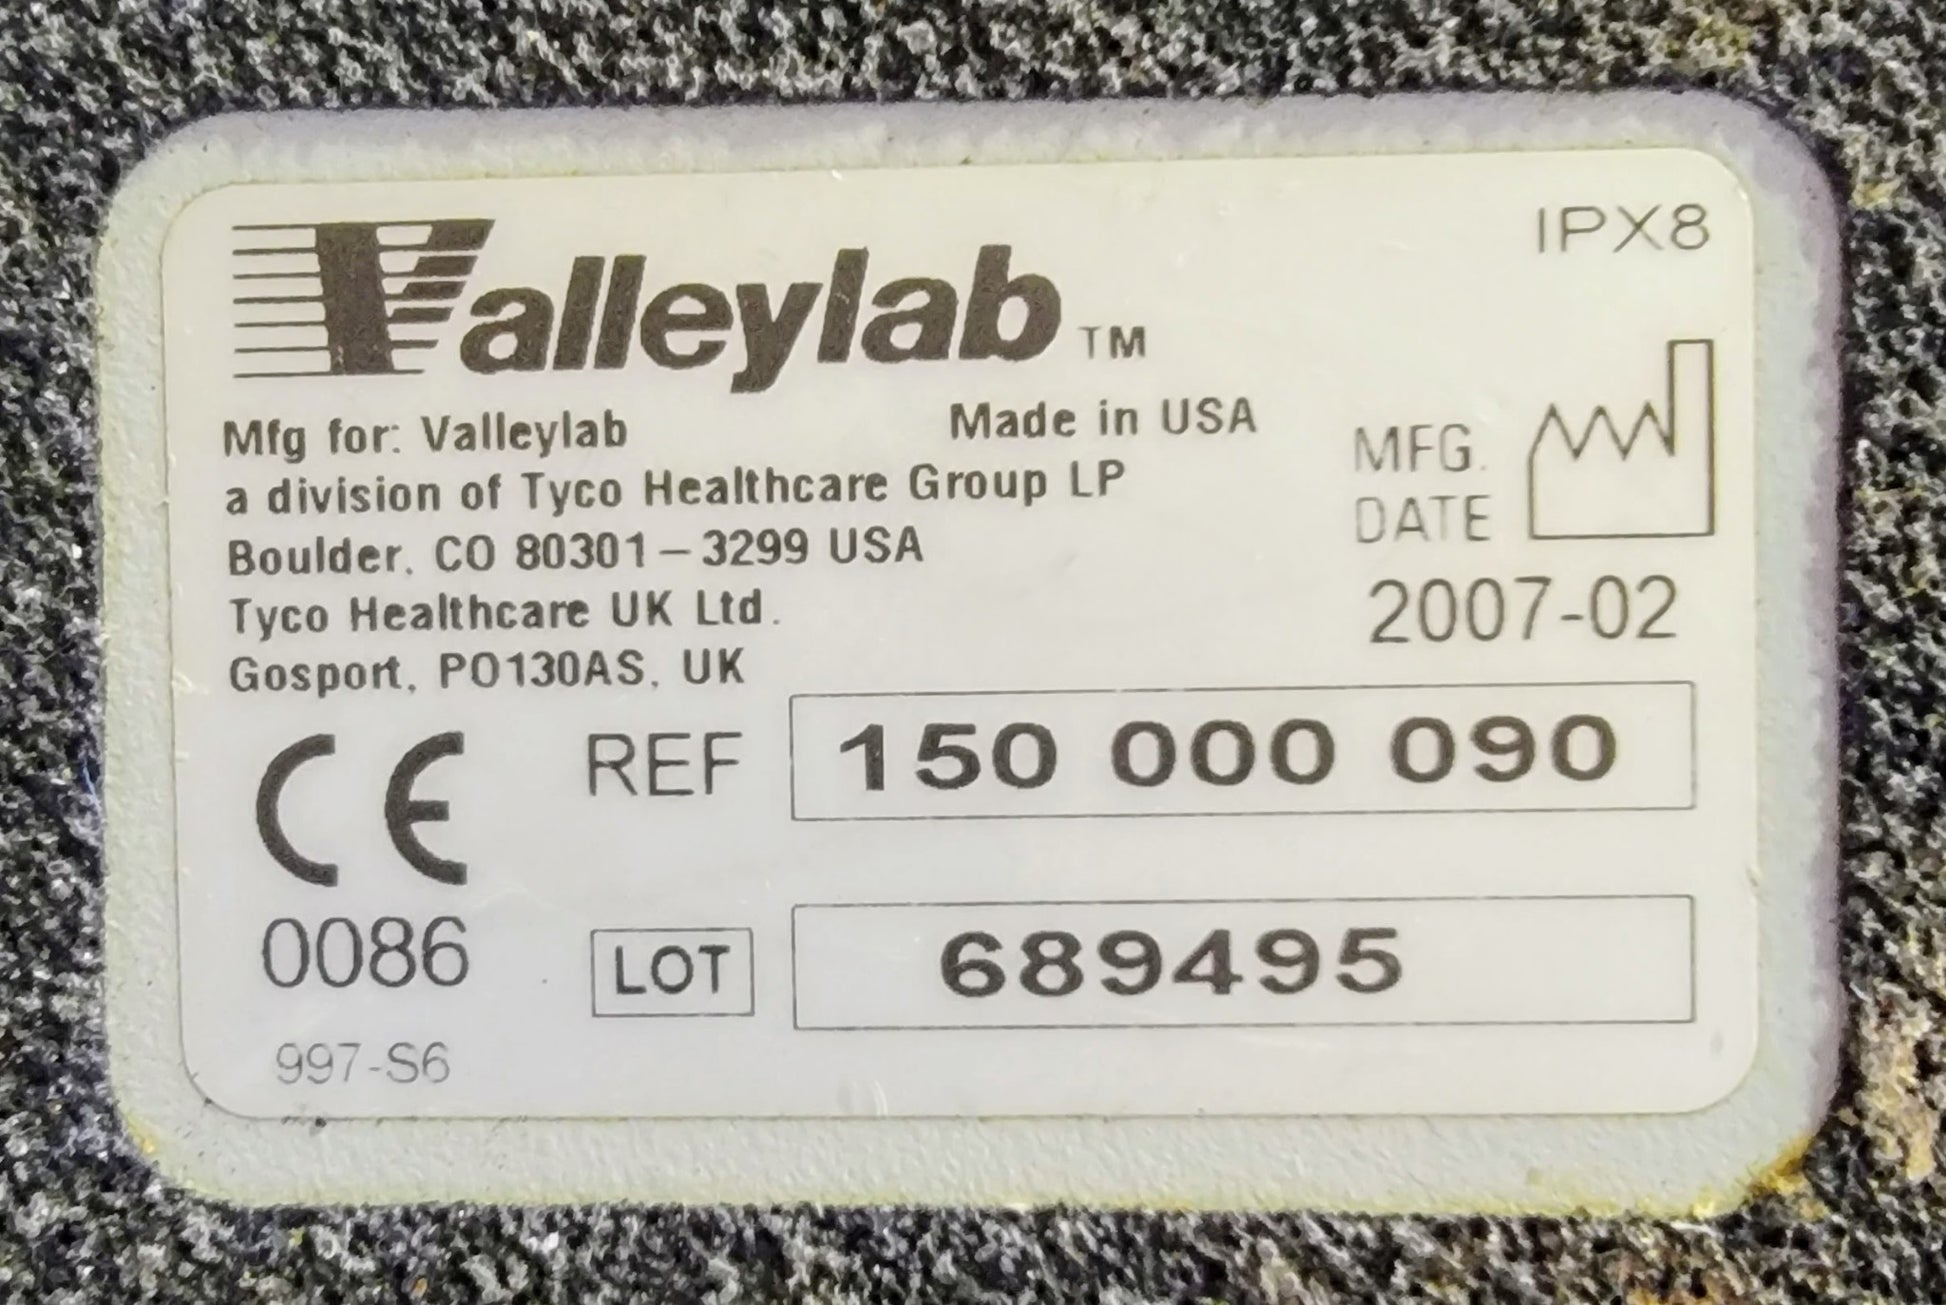 Valleylab™
IPX8
Mfg for: Valleylab
Made in USA
a division of Tyco Healthcare Group LP
Boulder, CO 80301–3299 USA
Tyco Healthcare UK Ltd.
Gosport, PO130AS, UK
MFG.
DATE
2007-02
CE
0086
REF
150 000 090
LOT
689495
997-S6